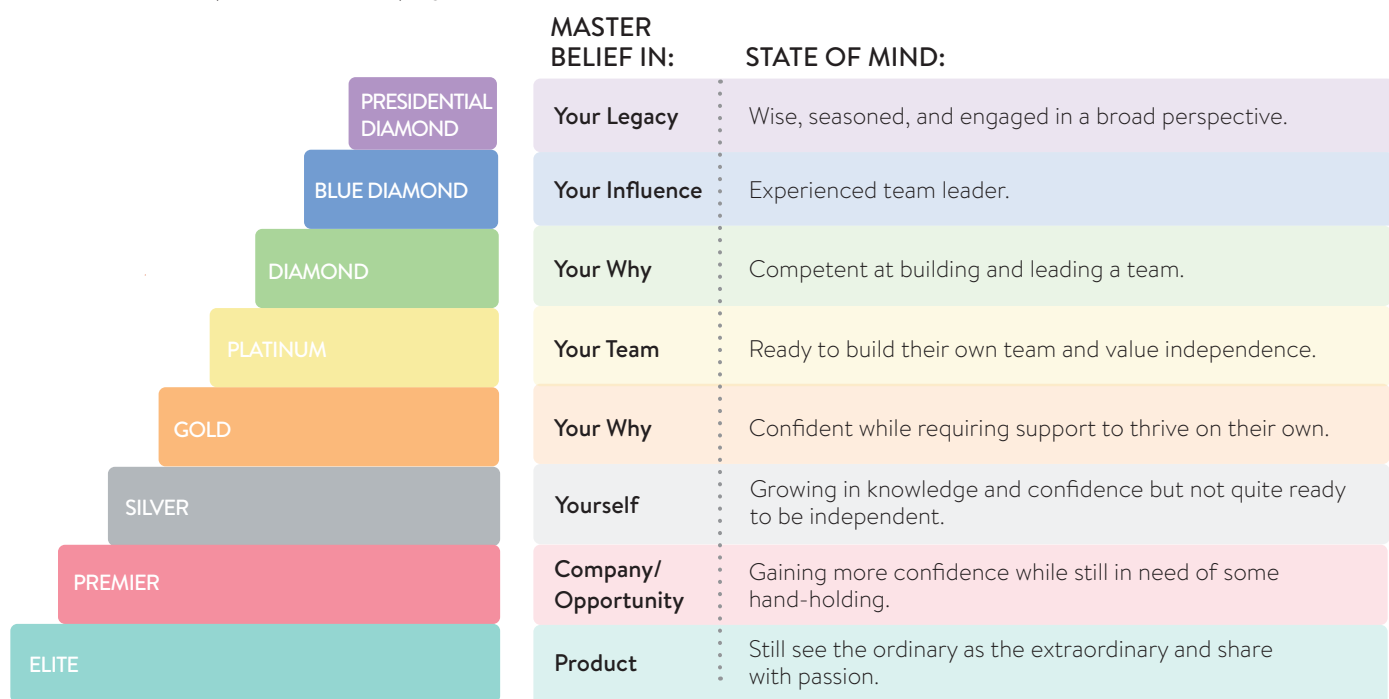 MASTER
BELIEF IN:
STATE OF MIND:
PRESIDENTIAL
DIAMOND
Your Legacy
Wise, seasoned, and engaged in a broad perspective.
BLUE DIAMOND
Your Influence
Experienced team leader.
DIAMOND
Your Why
Competent at building and leading a team.
PLATINUM
Your Team
Ready to build their own team and value independence.
GOLD
Your Why
Confident while requiring support to thrive on their own.
SILVER
Yourself
Growing in knowledge and confidence but not quite ready
to be independent.
PREMIER
Company/
Opportunity
Gaining more confidence while still in need of some
hand-holding.
ELITE
Product
Still see the ordinary as the extraordinary and share
with passion.